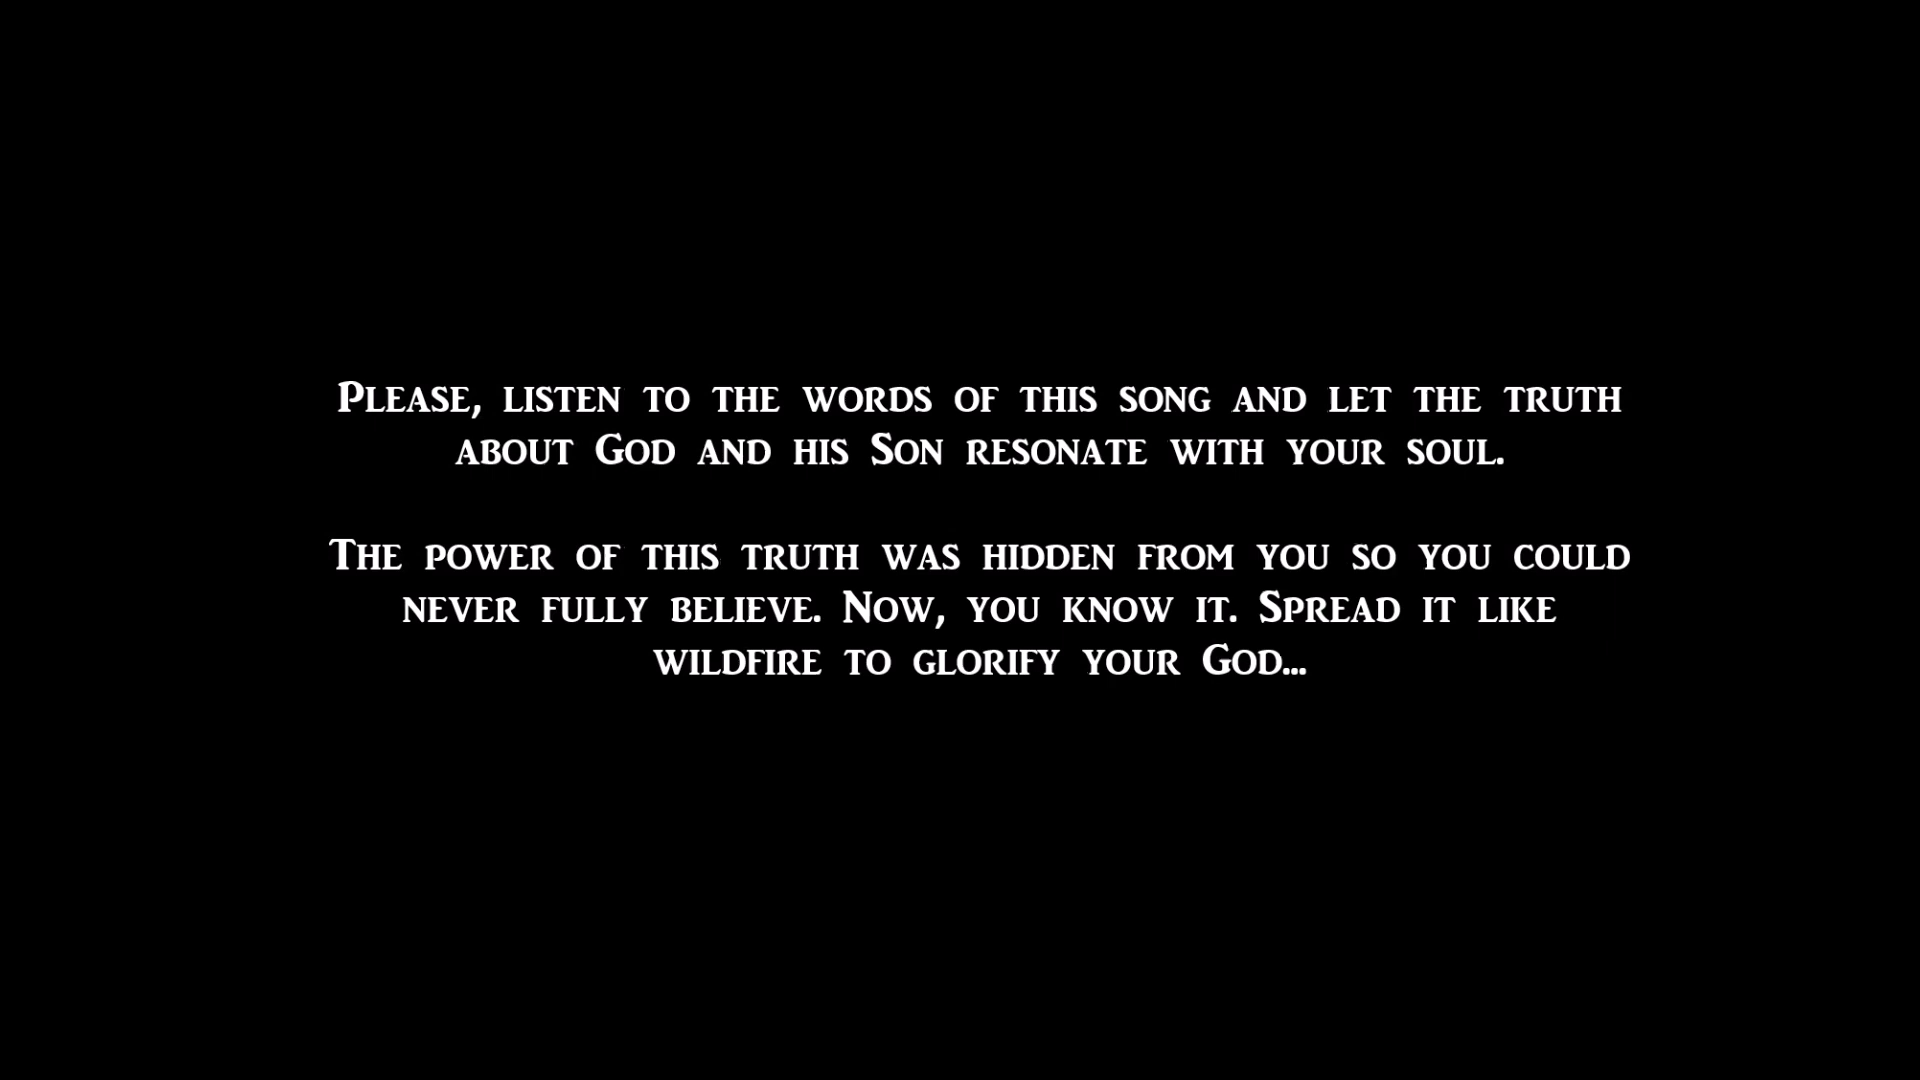 Please, listen to the words of this song and let the truth
about God and his Son resonate with your soul.
The power of this truth was hidden from you so you could
never fully believe. Now, you know it. Spread it like
wildfire to glorify your God...